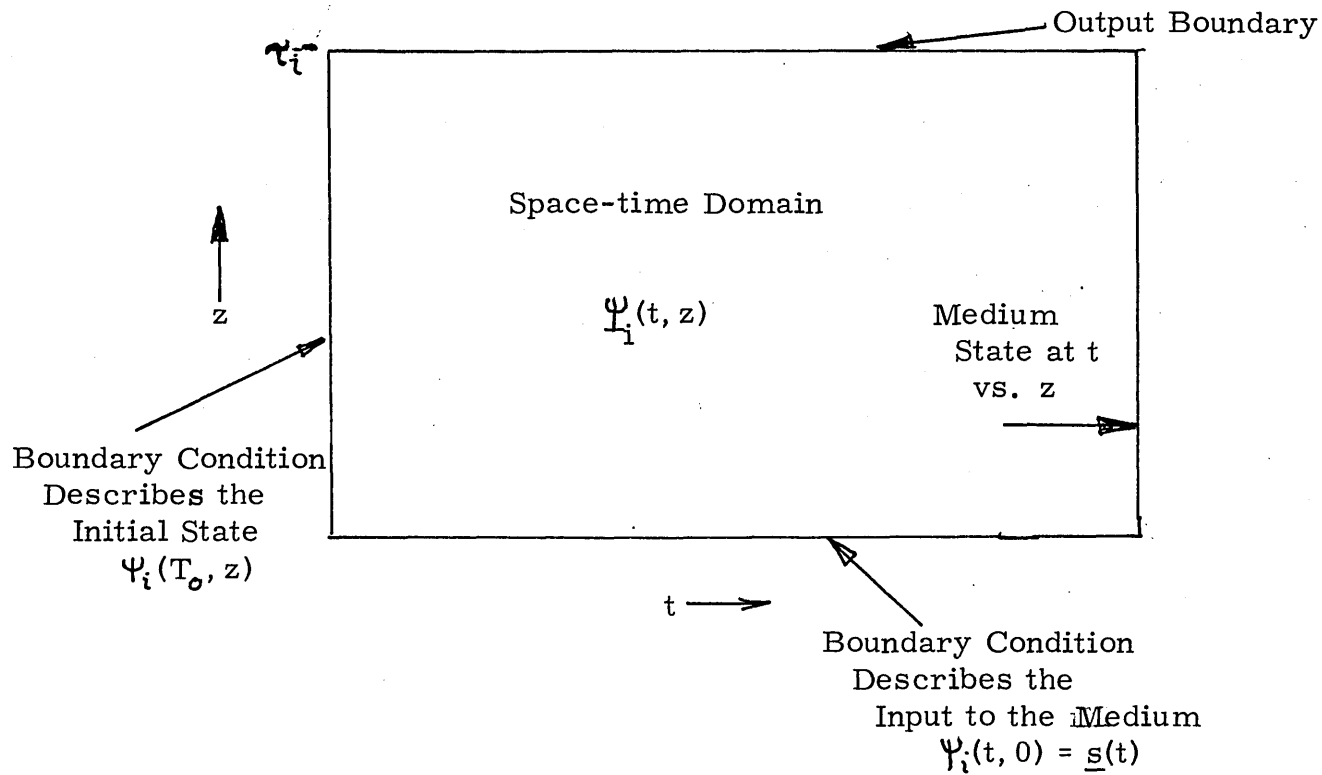 Output Boundary
τᵢ
Space-time Domain
Ψᵢ(t, z)
z
Medium
State at t
vs. z
Boundary Condition
Describes the
Initial State
Ψᵢ(T₀, z)
t
Boundary Condition
Describes the
Input to the Medium
Ψᵢ(t, 0) = s(t)